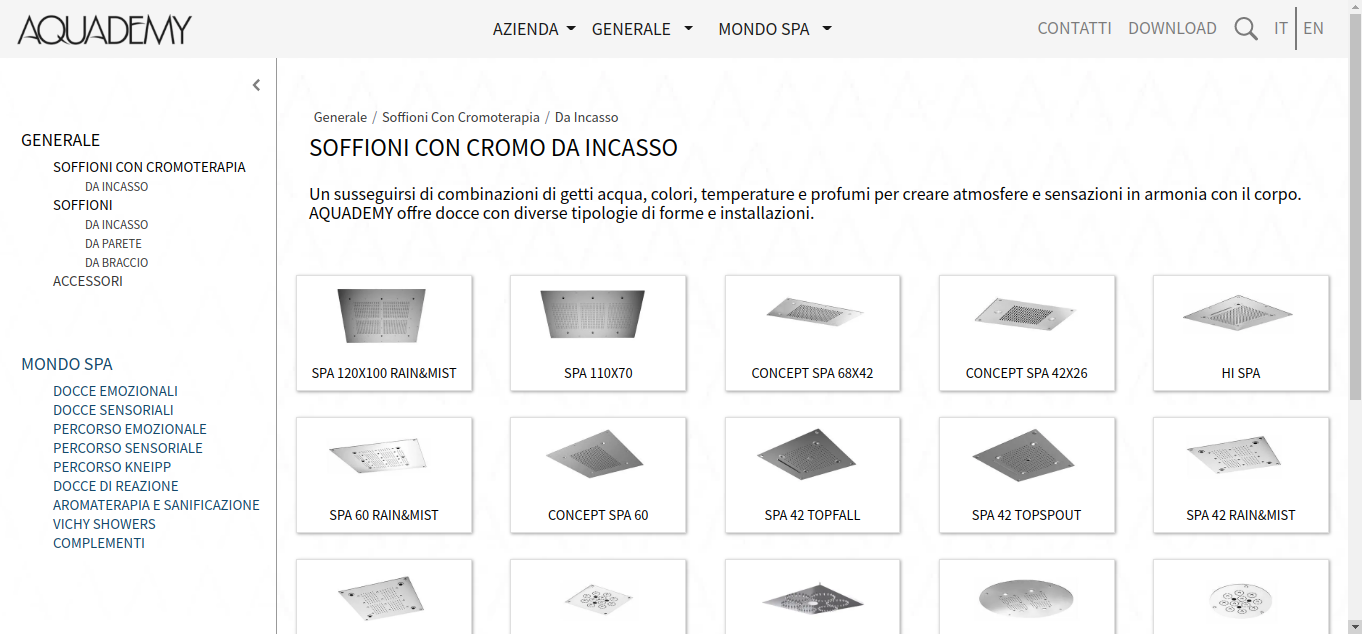 AQUADEMY
AZIENDA
GENERALE
MONDO SPA
CONTATTI
DOWNLOAD
IT
EN
GENERALE
SOFFIONI CON CROMOTERAPIA
DA INCASSO
SOFFIONI
DA INCASSO
DA PARETE
DA BRACCIO
ACCESSORI
MONDO SPA
DOCCE EMOZIONALI
DOCCE SENSORIALI
PERCORSO EMOZIONALE
PERCORSO SENSORIALE
PERCORSO KNEIPP
DOCCE DI REAZIONE
AROMATERAPIA E SANIFICAZIONE
VICHY SHOWERS
COMPLEMENTI
Generale / Soffioni Con Cromoterapia / Da Incasso
SOFFIONI CON CROMO DA INCASSO
Un susseguirsi di combinazioni di getti acqua, colori, temperature e profumi per creare atmosfere e sensazioni in armonia con il corpo.
AQUADEMY offre docce con diverse tipologie di forme e installazioni.
SPA 120X100 RAIN&MIST
SPA 110X70
CONCEPT SPA 68X42
CONCEPT SPA 42X26
HI SPA
SPA 60 RAIN&MIST
CONCEPT SPA 60
SPA 42 TOPFALL
SPA 42 TOPSPOUT
SPA 42 RAIN&MIST